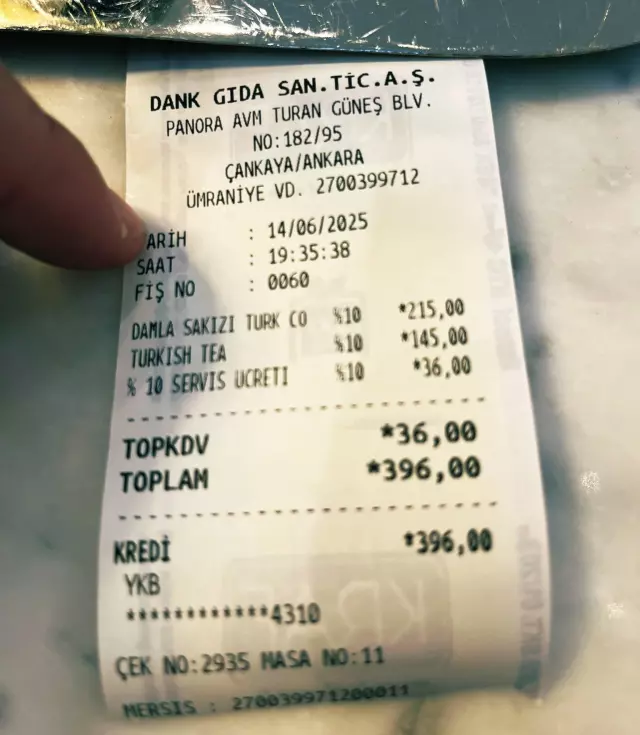 DANK GIDA SAN.TİC.A.Ş.
PANORA AVM TURAN GÜNEŞ BLV.
NO:182/95
ÇANKAYA/ANKARA
ÜMRANİYE VD. 2700399712
ARİH : 14/06/2025
SAAT : 19:35:38
FİŞ NO : 0060
DAMLA SAKIZI TURK CO %10 *215,00
TURKISH TEA %10 *145,00
% 10 SERVIS UCRETI %10 *36,00
TOPKDV *36,00
TOPLAM *396,00
KREDİ *396,00
YKB
************4310
ÇEK NO:2935 MASA NO:11
MERSIS : 270039971200011